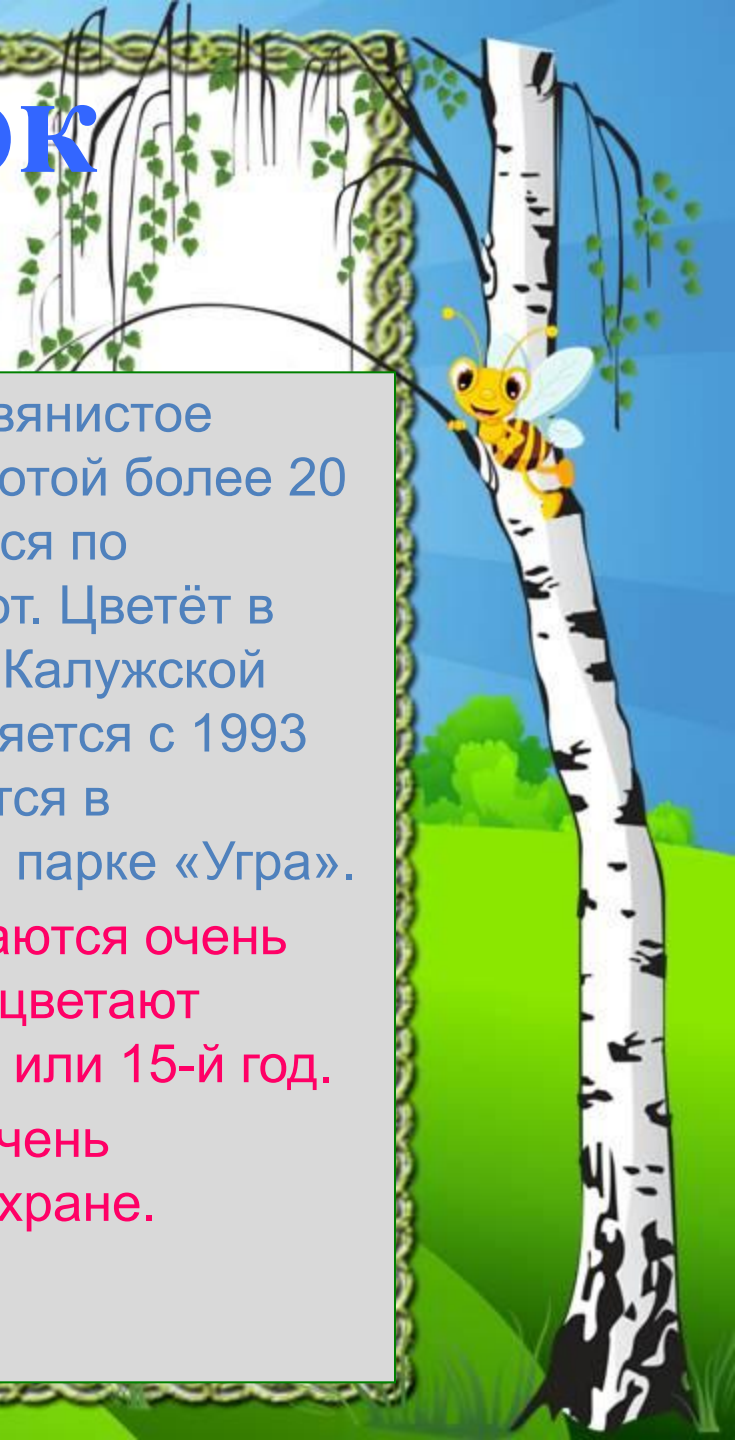 ок
вянистое
отой более 20
ся по
от. Цветёт в
Калужской
яется с 1993
тся в
парке «Угра».
аются очень
цветают
или 15-й год.
чень
хране.